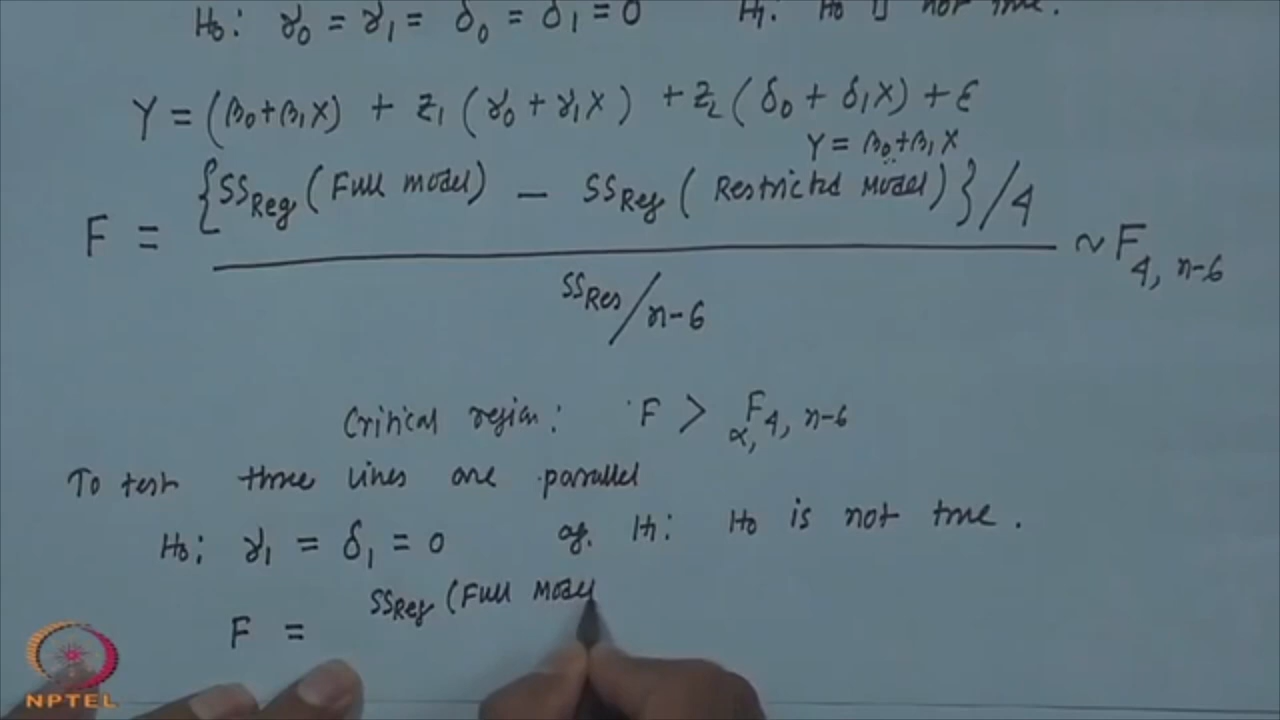 H₀: γ₀ = γ₁ = δ₀ = δ₁ = 0 H₁: H₀ is not true.
Y = (β₀+β₁X) + Z₁(γ₀ + γ₁X) + Z₂(δ₀ + δ₁X) + ε
Y = β₀+β₁X
F = {SS_Reg (Full model) − SS_Reg (Restricted Model)}/4
SS_Res/n-6
~ F₄, n-6
Critical region: F > F_α, 4, n-6
To test three lines are parallel
H₀: γ₁ = δ₁ = 0 ag. H₁: H₀ is not true.
F = SS_Reg (Full Model
NPTEL